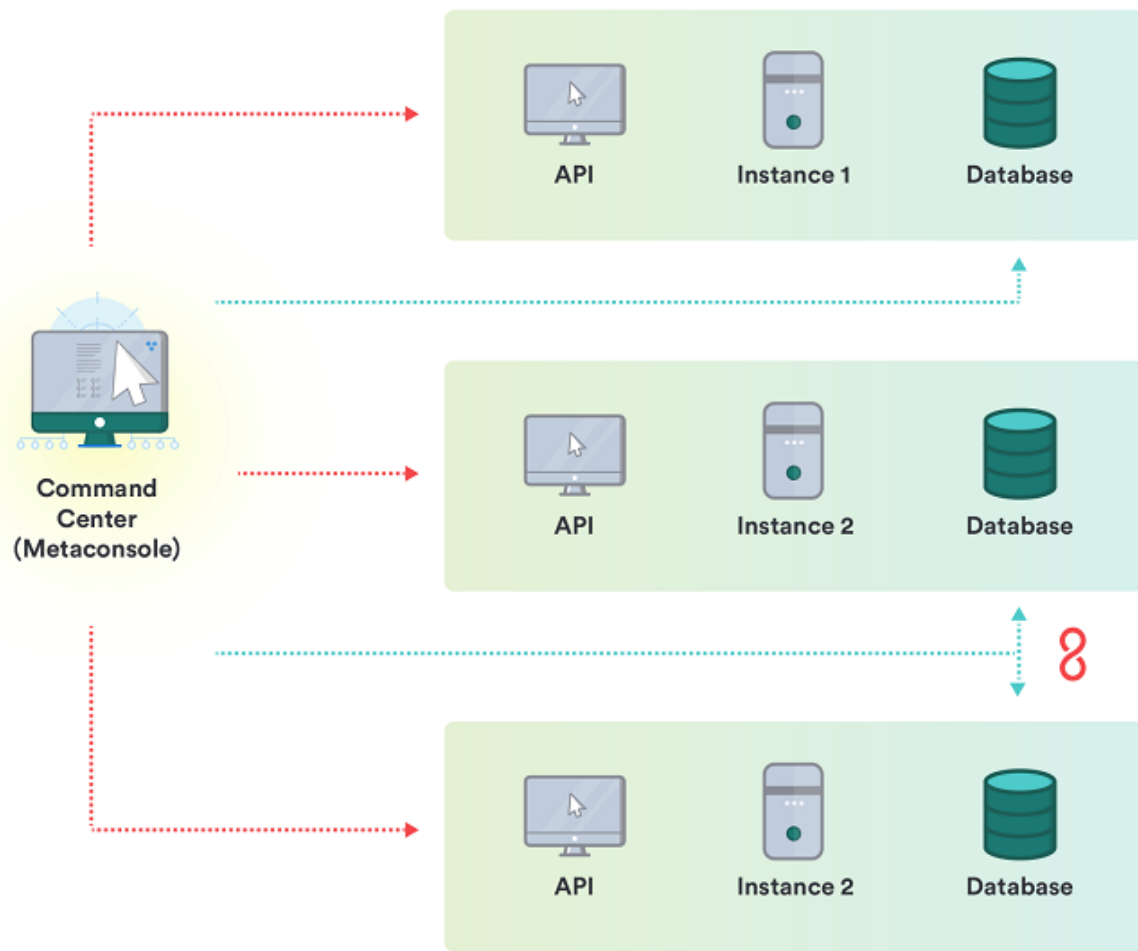 API
Instance 1
Database
Command
Center
(Metaconsole)
API
Instance 2
Database
API
Instance 2
Database